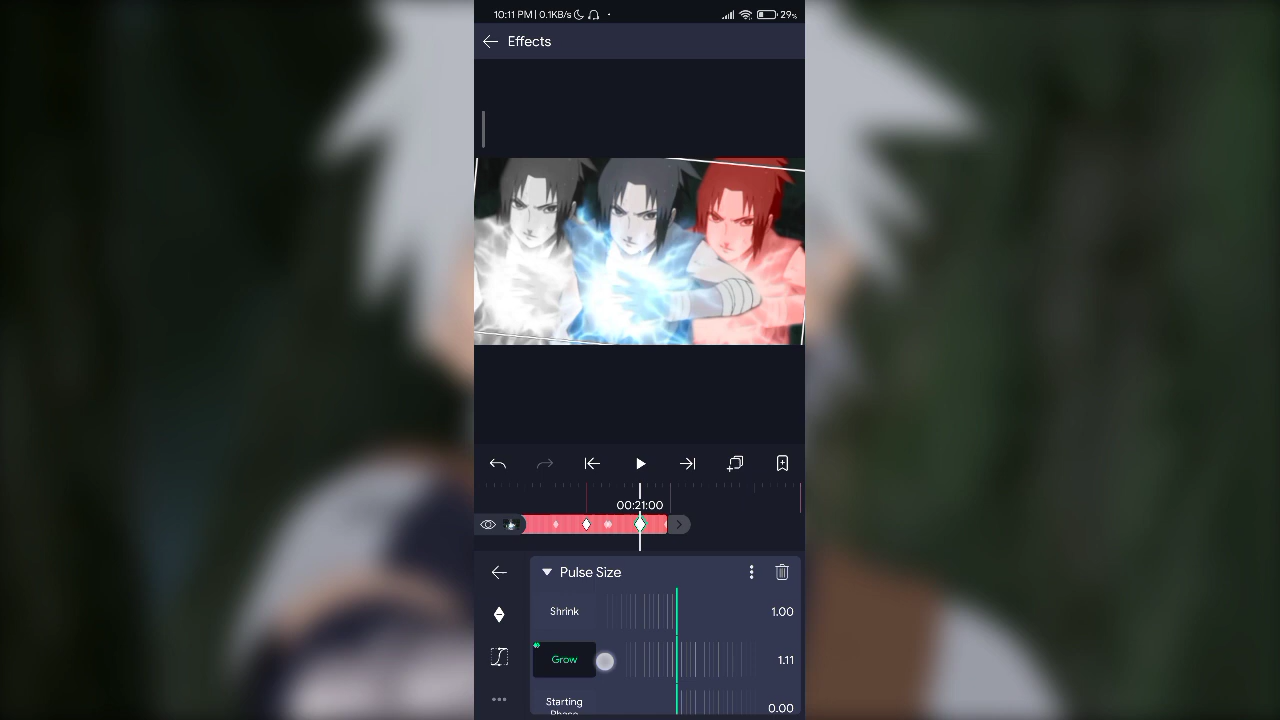 10:11 PM | 0.1KB/s 29%
Effects
00:21:00
Pulse Size
Shrink 1.00
Grow 1.11
Starting 0.00
Phase